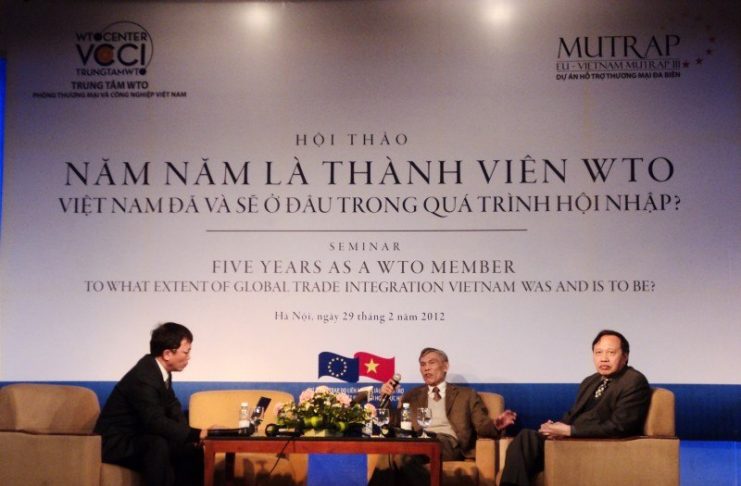 WTO CENTER
VCCI
TRUNGTAMWTO
TRUNG TÂM WTO
PHÒNG THƯƠNG MẠI VÀ CÔNG NGHIỆP VIỆT NAM
MUTRAP
EU - VIETNAM MUTRAP III
DỰ ÁN HỖ TRỢ THƯƠNG MẠI ĐA BIÊN
HỘI THẢO
NĂM NĂM LÀ THÀNH VIÊN WTO
VIỆT NAM ĐÃ VÀ SẼ Ở ĐÂU TRONG QUÁ TRÌNH HỘI NHẬP?
SEMINAR
FIVE YEARS AS A WTO MEMBER
TO WHAT EXTENT OF GLOBAL TRADE INTEGRATION VIETNAM WAS AND IS TO BE?
Hà Nội, ngày 29 tháng 2 năm 2012